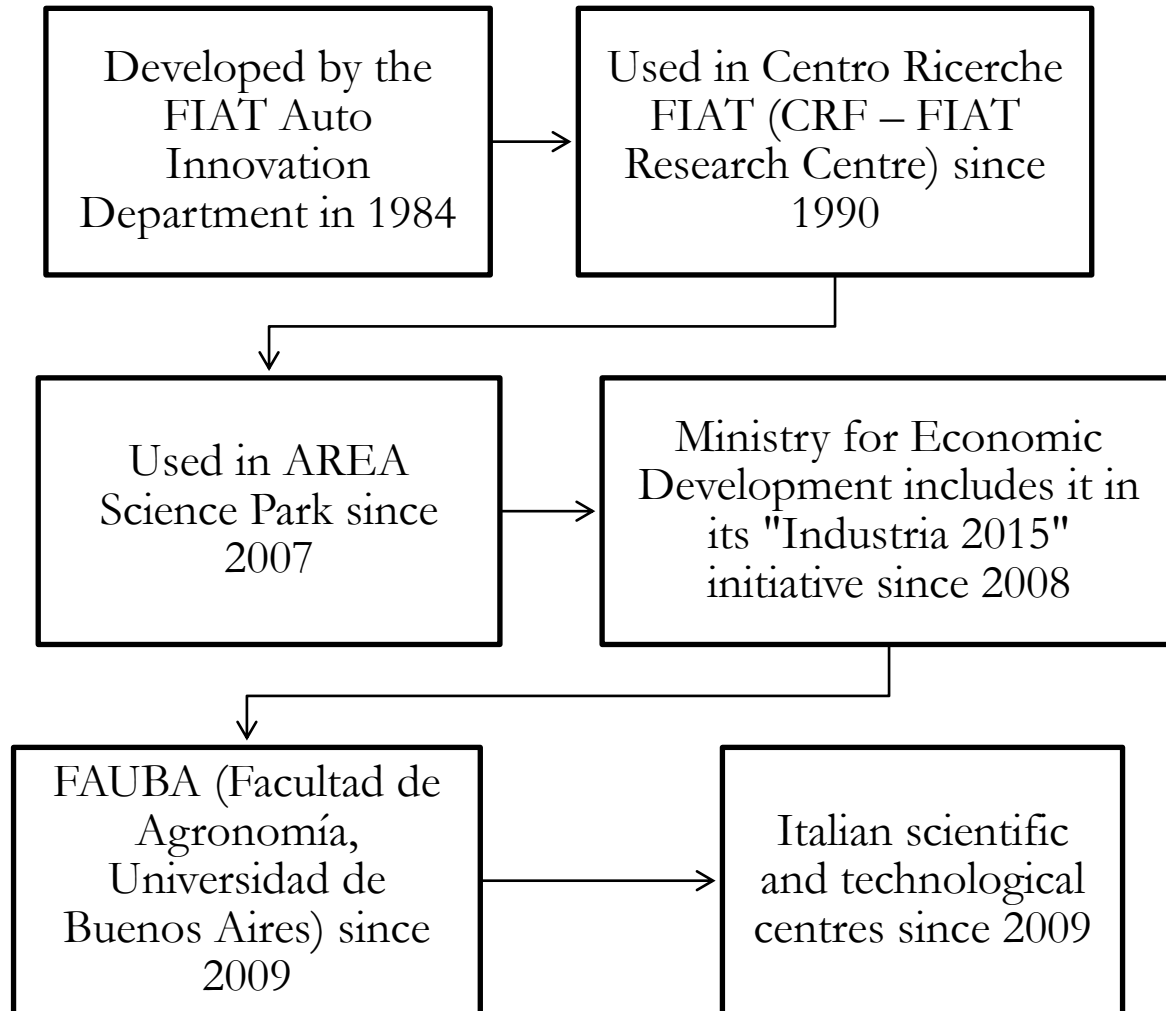 Developed by the
FIAT Auto
Innovation
Department in 1984
Used in Centro Ricerche
FIAT (CRF – FIAT
Research Centre) since
1990
Used in AREA
Science Park since
2007
Ministry for Economic
Development includes it in
its "Industria 2015"
initiative since 2008
FAUBA (Facultad de
Agronomía,
Universidad de
Buenos Aires) since
2009
Italian scientific
and technological
centres since 2009